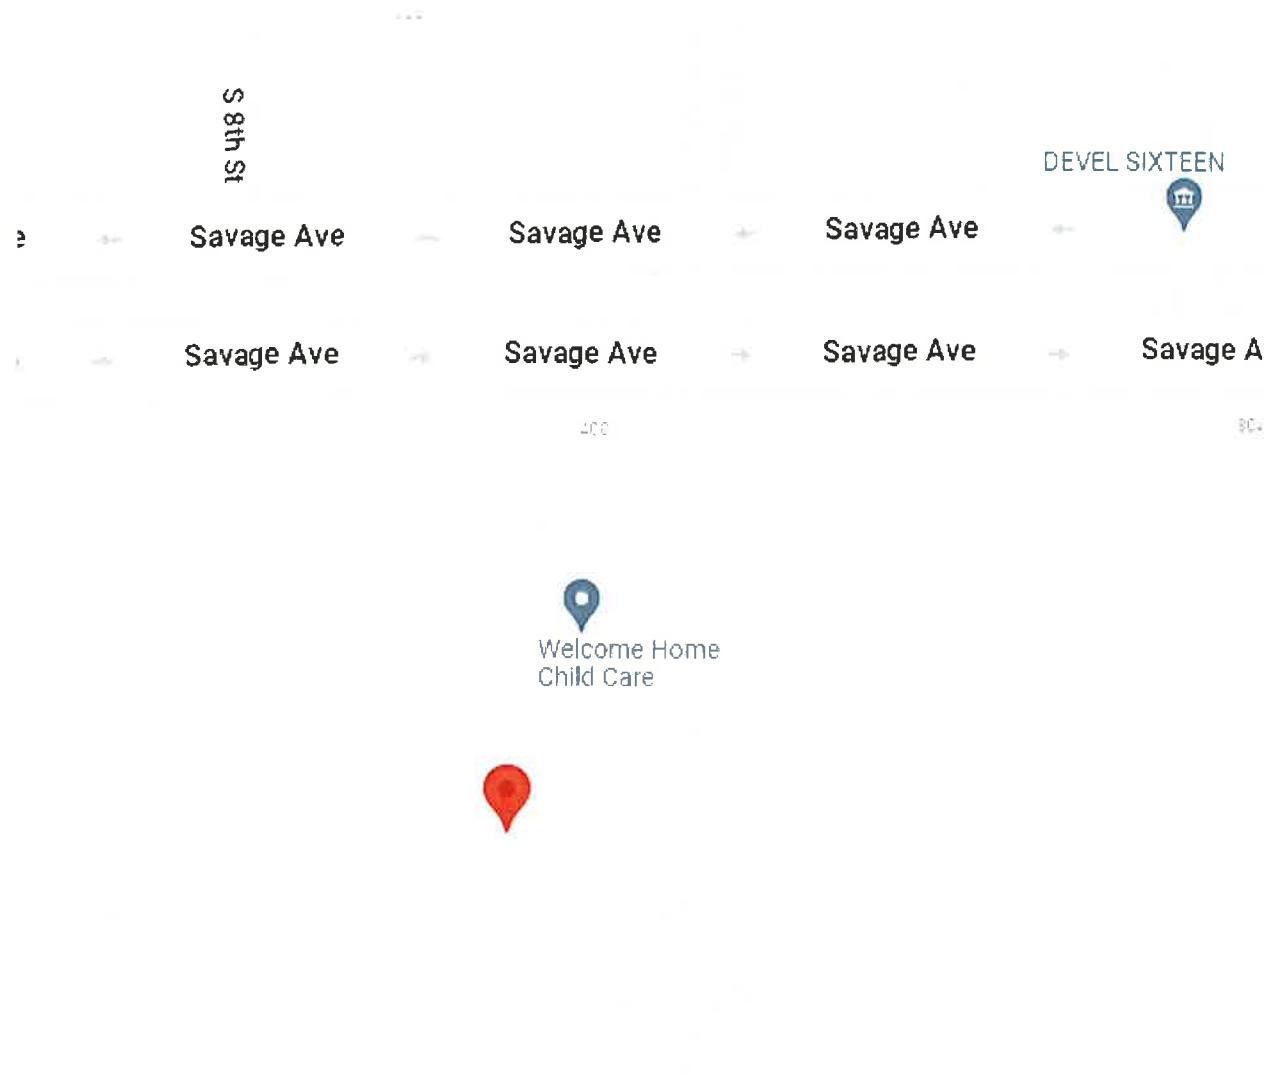 S 8th St
DEVEL SIXTEEN
Savage Ave Savage Ave Savage Ave
Savage Ave Savage Ave Savage Ave Savage A
400
Welcome Home
Child Care